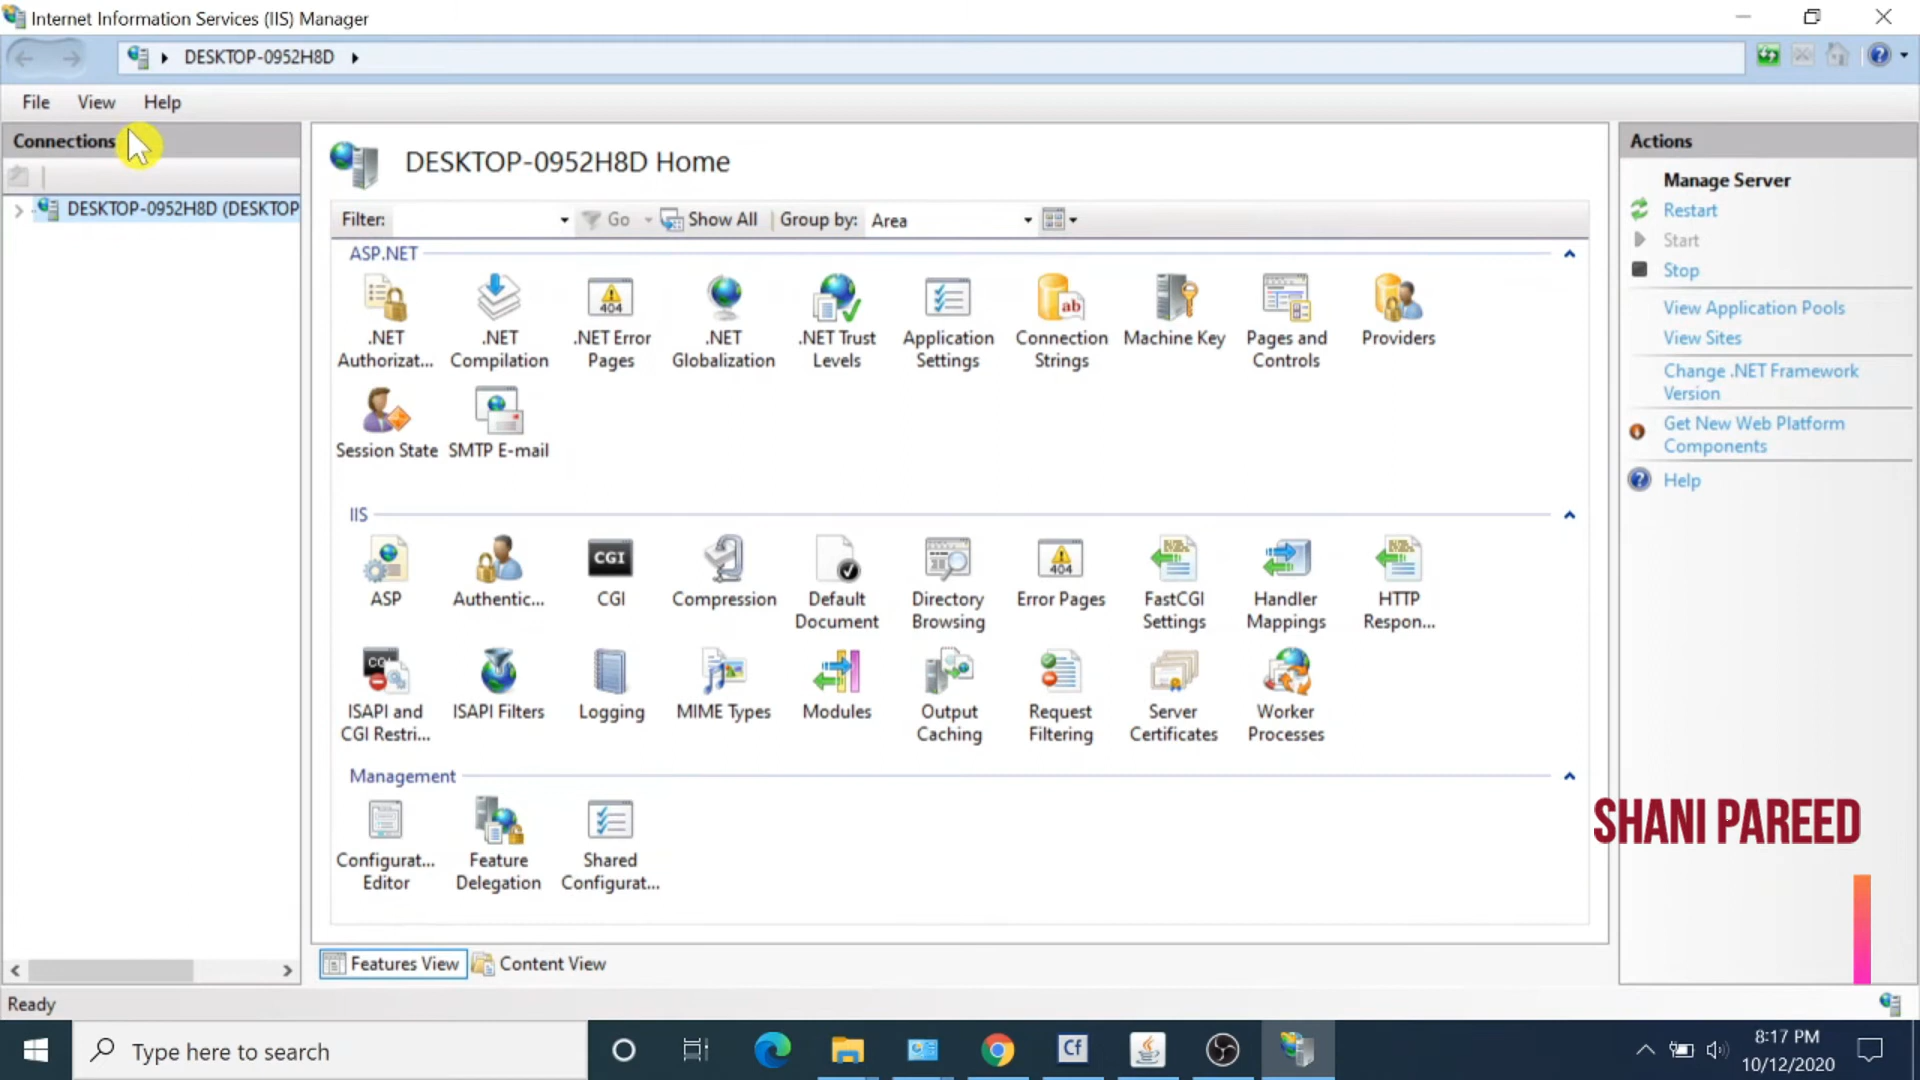 Internet Information Services (IIS) Manager
DESKTOP-0952H8D
File View Help
Connections
DESKTOP-0952H8D (DESKTOP
DESKTOP-0952H8D Home
Filter: Go Show All Group by: Area
ASP.NET
.NET Authorizat...
.NET Compilation
.NET Error Pages
.NET Globalization
.NET Trust Levels
Application Settings
Connection Strings
Machine Key
Pages and Controls
Providers
Session State
SMTP E-mail
IIS
ASP
Authentic...
CGI
Compression
Default Document
Directory Browsing
Error Pages
FastCGI Settings
Handler Mappings
HTTP Respon...
ISAPI and CGI Restri...
ISAPI Filters
Logging
MIME Types
Modules
Output Caching
Request Filtering
Server Certificates
Worker Processes
Management
Configurat... Editor
Feature Delegation
Shared Configurat...
Features View Content View
Actions
Manage Server
Restart
Start
Stop
View Application Pools
View Sites
Change .NET Framework
Version
Get New Web Platform
Components
Help
SHANI PAREED
Ready
Type here to search
Cf
8:17 PM
10/12/2020